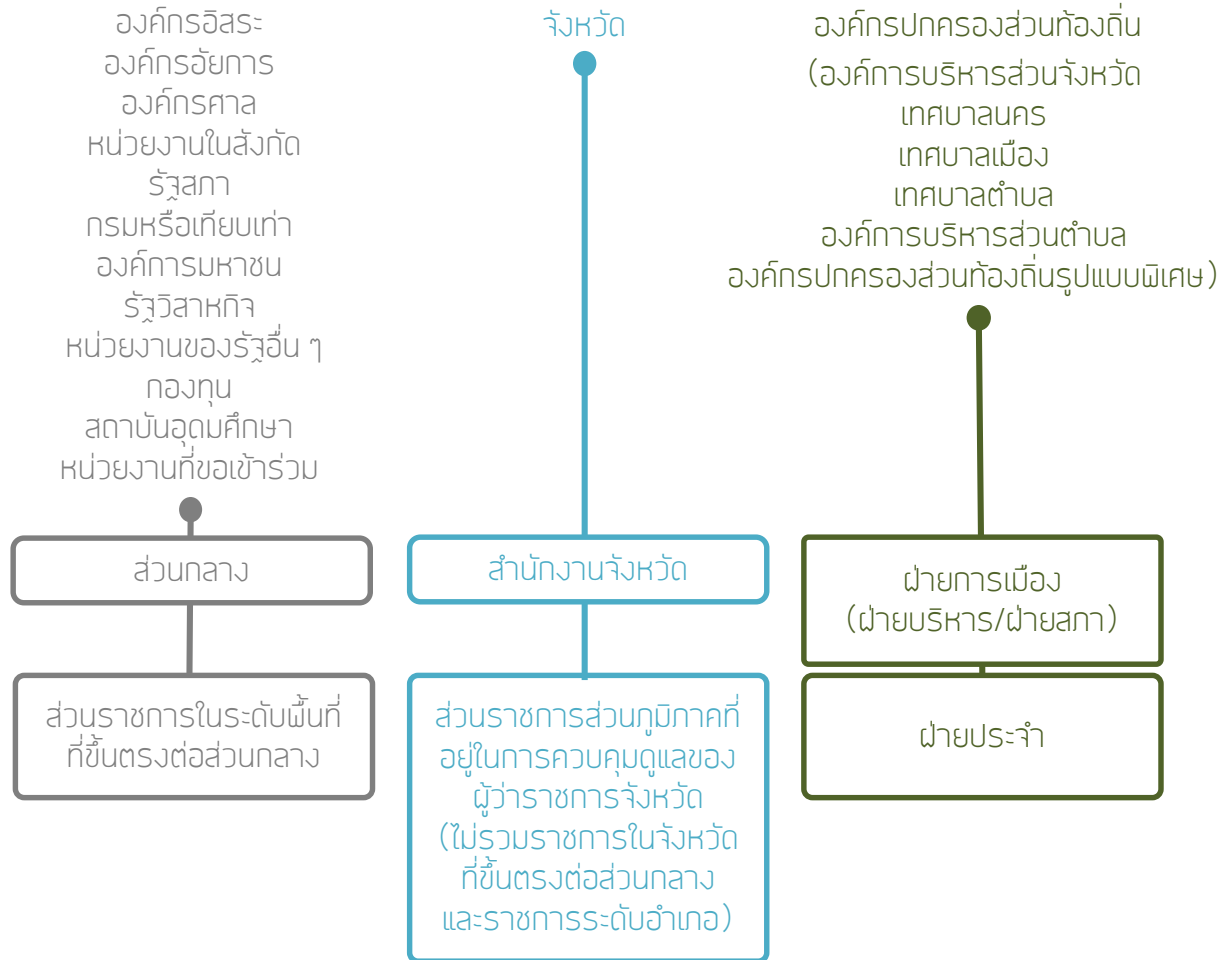 องค์กรอิสระ
องค์กรอัยการ
องค์กรศาล
หน่วยงานในสังกัด
รัฐสภา
กรมหรือเทียบเท่า
องค์การมหาชน
รัฐวิสาหกิจ
หน่วยงานของรัฐอื่น ๆ
กองทุน
สถาบันอุดมศึกษา
หน่วยงานที่ขอเข้าร่วม
ส่วนกลาง
ส่วนราชการในระดับพื้นที่
ที่ขึ้นตรงต่อส่วนกลาง
จังหวัด
สำนักงานจังหวัด
ส่วนราชการส่วนภูมิภาคที่
อยู่ในการควบคุมดูแลของ
ผู้ว่าราชการจังหวัด
(ไม่รวมราชการในจังหวัด
ที่ขึ้นตรงต่อส่วนกลาง
และราชการระดับอำเภอ)
องค์กรปกครองส่วนท้องถิ่น
(องค์การบริหารส่วนจังหวัด
เทศบาลนคร
เทศบาลเมือง
เทศบาลตำบล
องค์การบริหารส่วนตำบล
องค์กรปกครองส่วนท้องถิ่นรูปแบบพิเศษ)
ฝ่ายการเมือง
(ฝ่ายบริหาร/ฝ่ายสภา)
ฝ่ายประจำ